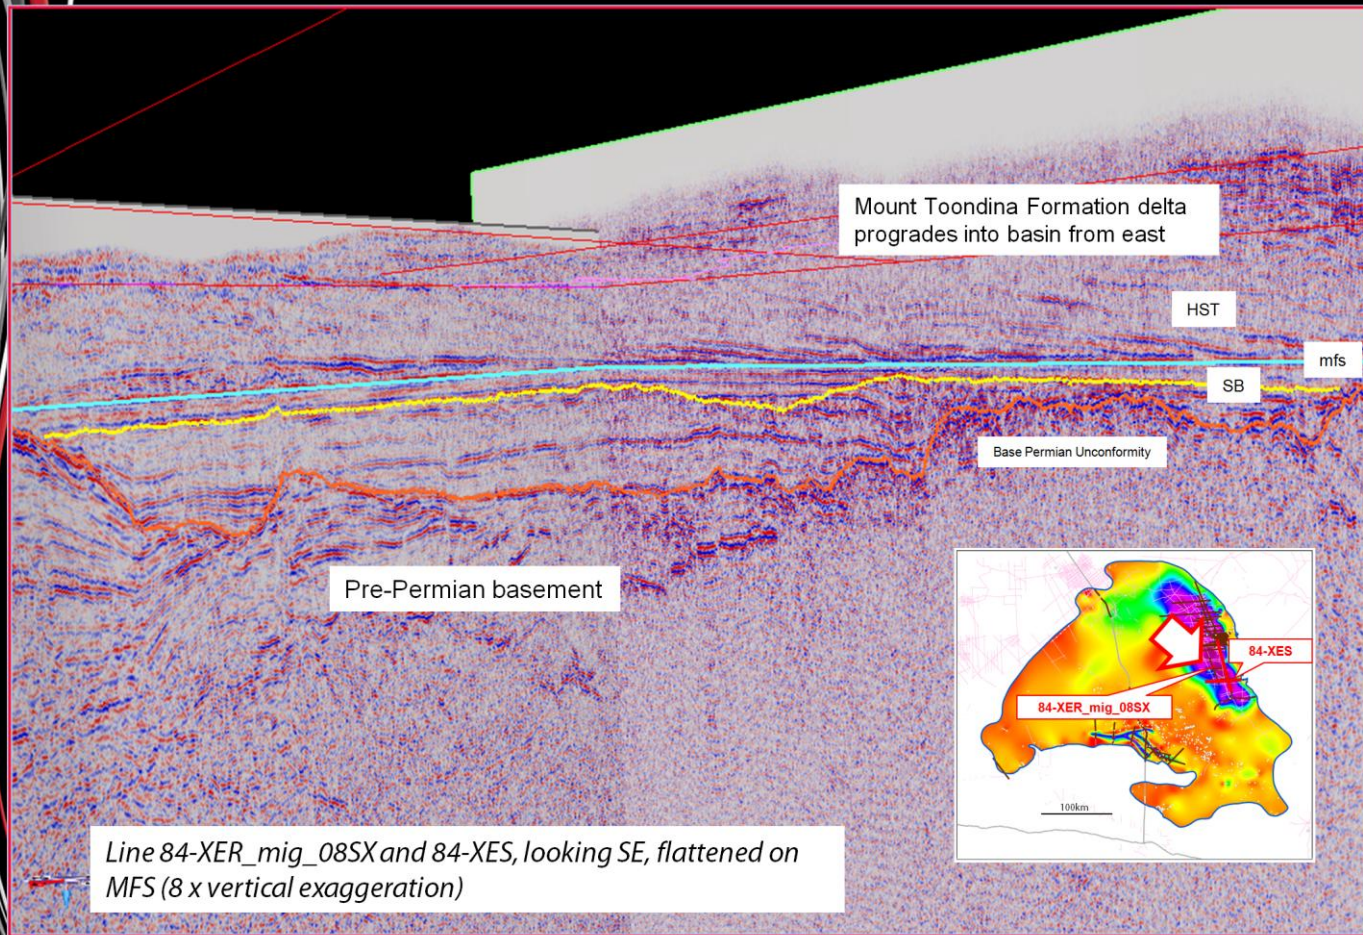 Mount Toondina Formation delta
progrades into basin from east
HST
mfs
SB
Base Permian Unconformity
Pre-Permian basement
84-XES
84-XER_mig_08SX
100km
Line 84-XER_mig_08SX and 84-XES, looking SE, flattened on
MFS (8 x vertical exaggeration)